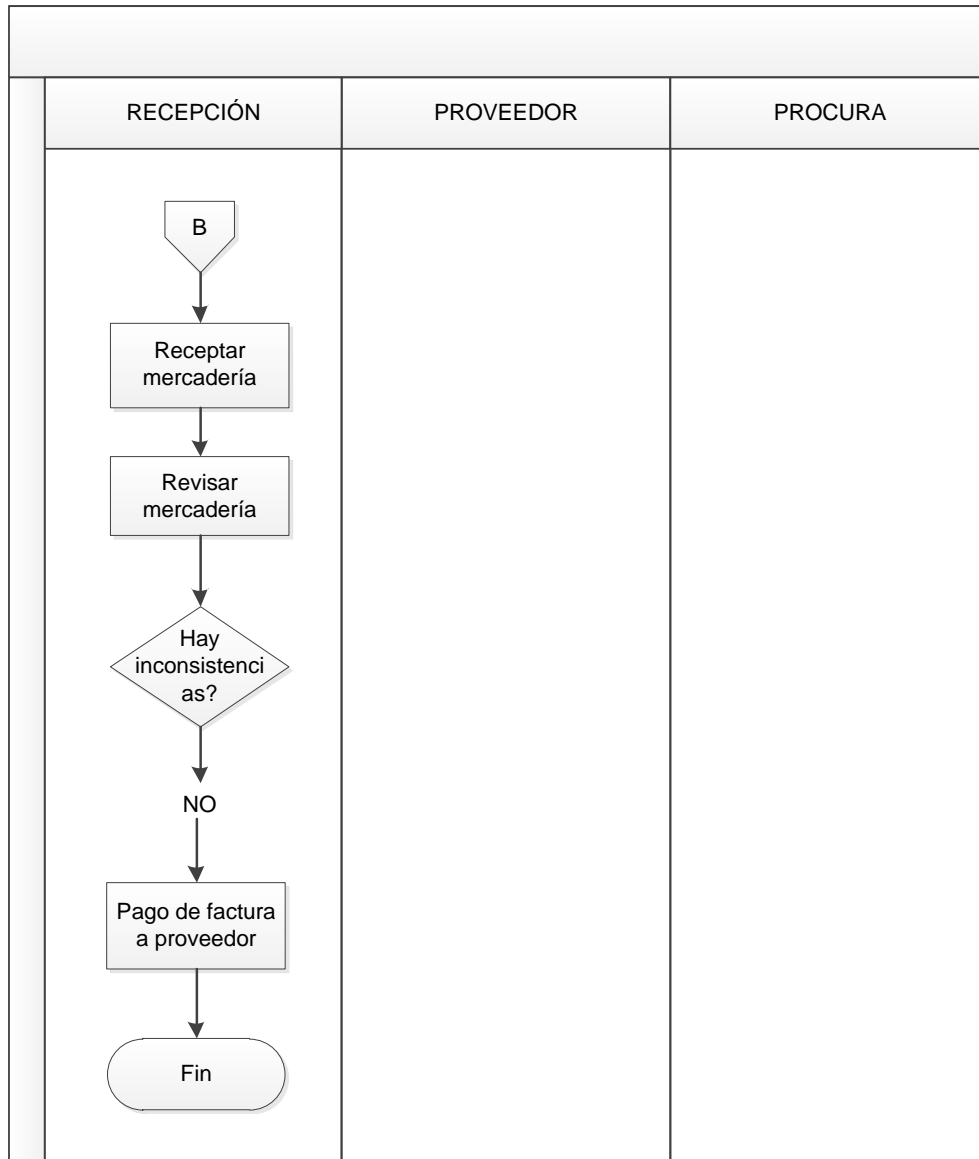 RECEPCIÓN
PROVEEDOR
PROCURA
B
Receptar
mercadería
Revisar
mercadería
Hay
inconsistenci
as?
NO
Pago de factura
a proveedor
Fin